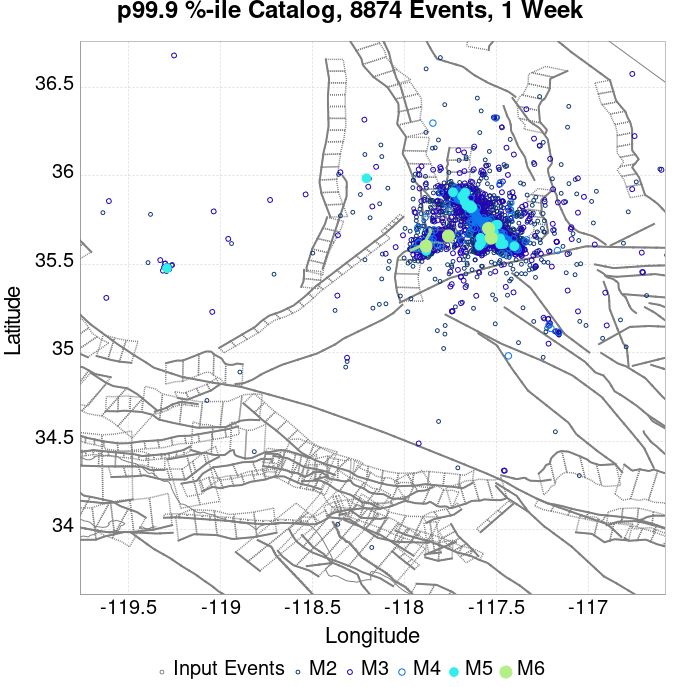 p99.9 %-ile Catalog, 8874 Events, 1 Week
36.5
36
35.5
35
34.5
34
Latitude
-119.5 -119 -118.5 -118 -117.5 -117
Longitude
Input Events M2 M3 M4 M5 M6